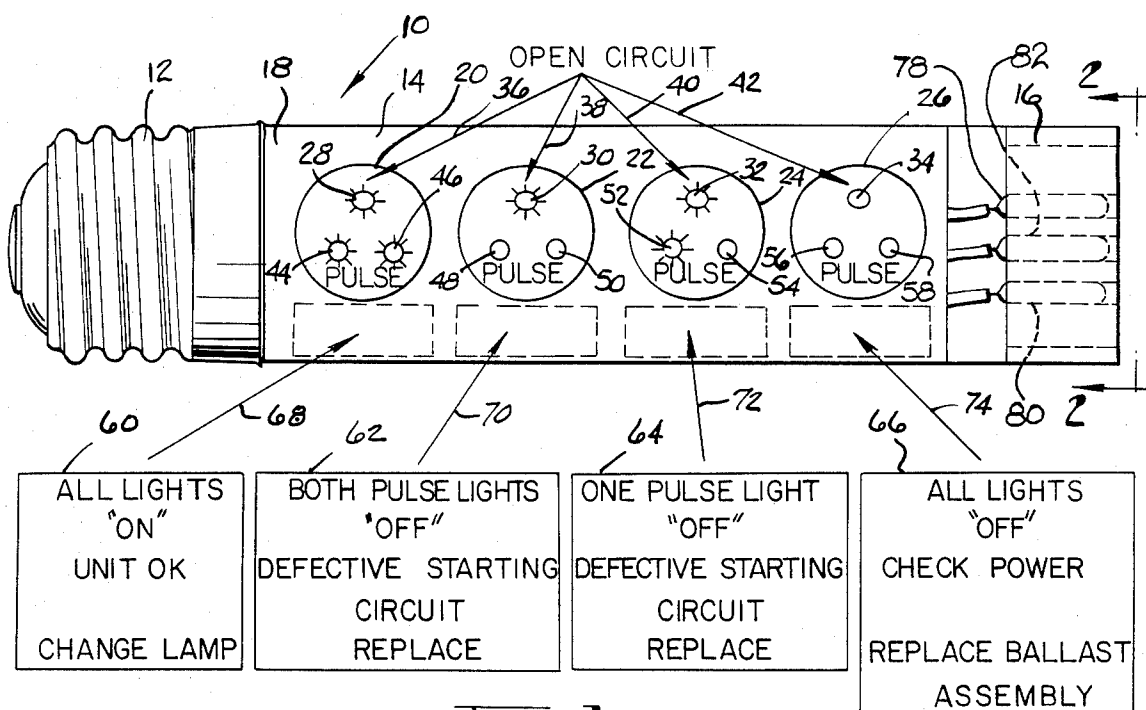 10
OPEN CIRCUIT
12 18 14 20 36 38 40 42 26 78 82 16 2
28 46 30 22 52 32 24 34
44 PULSE 48 PULSE 50 PULSE 54 56 PULSE 58
68 70 72 74 80 2
60 62 64 66
ALL LIGHTS
"ON"
UNIT OK
CHANGE LAMP
BOTH PULSE LIGHTS
"OFF"
DEFECTIVE STARTING
CIRCUIT
REPLACE
ONE PULSE LIGHT
"OFF"
DEFECTIVE STARTING
CIRCUIT
REPLACE
ALL LIGHTS
"OFF"
CHECK POWER
REPLACE BALLAST
ASSEMBLY